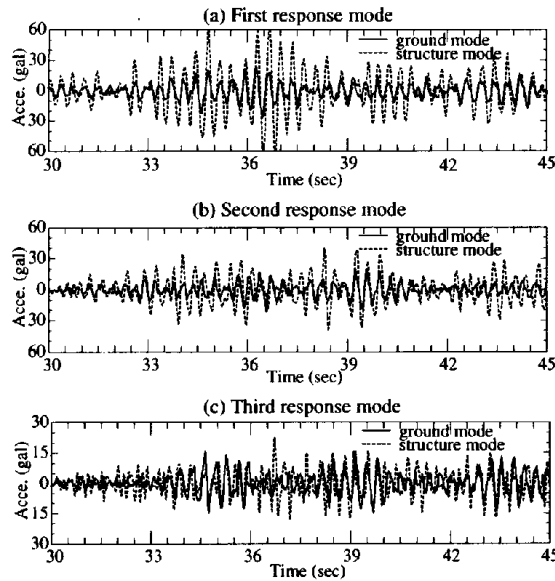 (a) First response mode
60
30
0
30
60
Acce. (gal)
ground mode
structure mode
30 33 36 39 42 45
Time (sec)
(b) Second response mode
60
30
0
30
60
Acce. (gal)
ground mode
structure mode
30 33 36 39 42 45
Time (sec)
(c) Third response mode
30
15
0
15
30
Acce. (gal)
ground mode
structure mode
30 33 36 39 42 45
Time (sec)